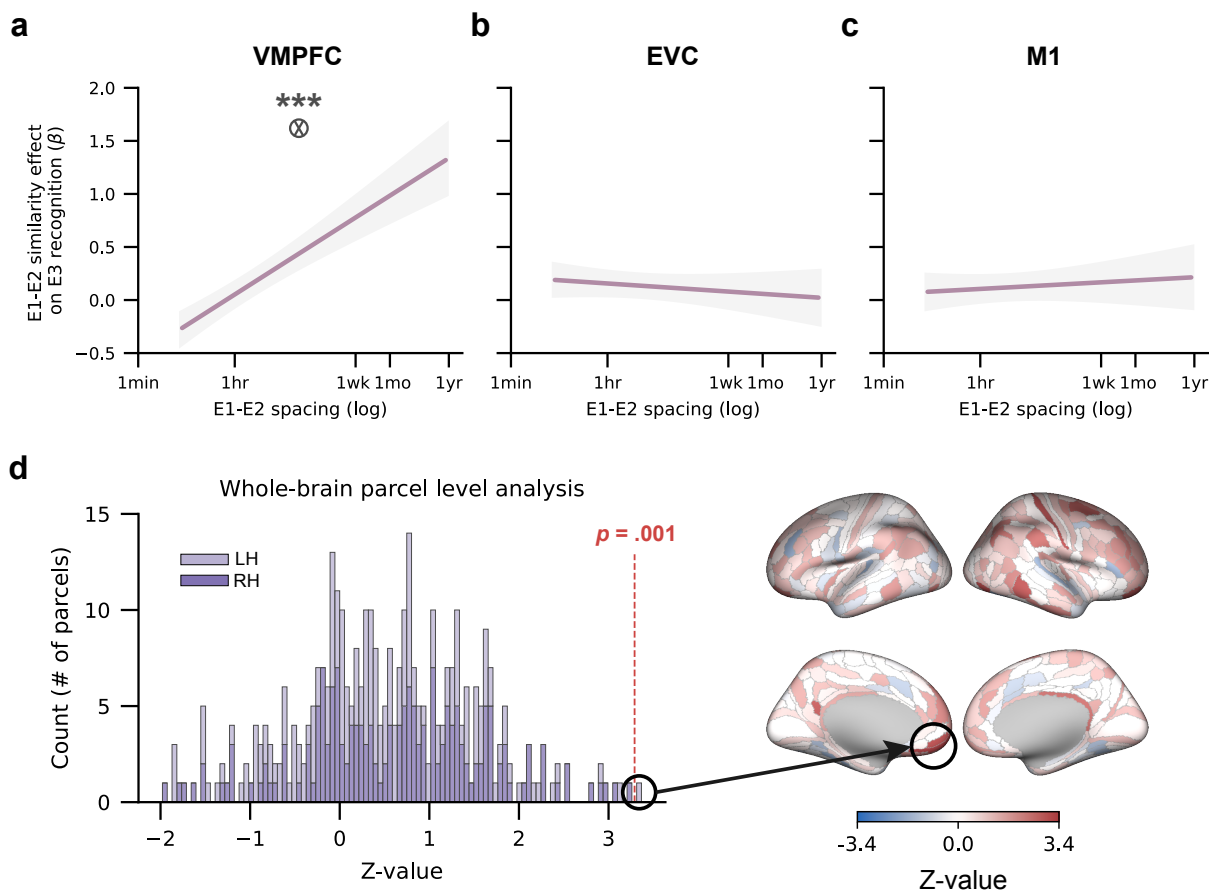 a
VMPFC
b
EVC
c
M1
E1-E2 similarity effect
on E3 recognition (β)
2.0
1.5
1.0
0.5
0.0
−0.5
***
1min
1hr
1wk
1mo
1yr
E1-E2 spacing (log)
1min
1hr
1wk
1mo
1yr
E1-E2 spacing (log)
1min
1hr
1wk
1mo
1yr
E1-E2 spacing (log)
d
Whole-brain parcel level analysis
Count (# of parcels)
15
10
5
0
LH
RH
p = .001
−2
−1
0
1
2
3
Z-value
-3.4
0.0
3.4
Z-value